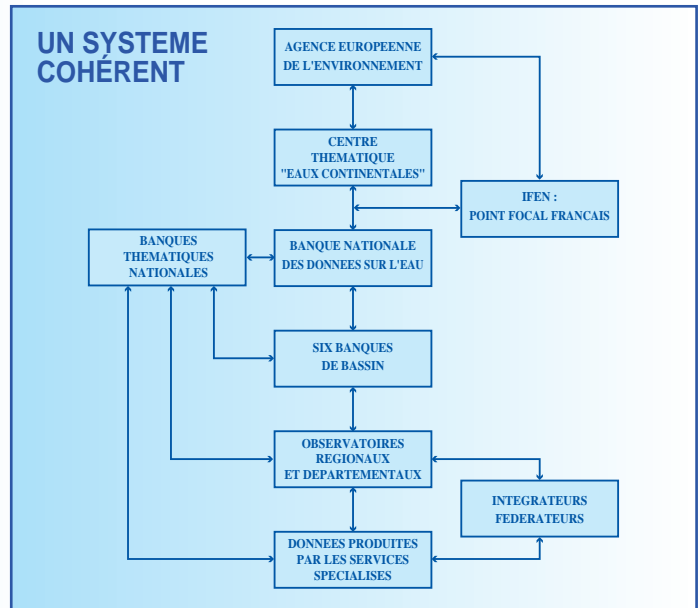 UN SYSTEME
COHÉRENT
AGENCE EUROPEENNE
DE L'ENVIRONNEMENT
CENTRE
THEMATIQUE
"EAUX CONTINENTALES"
IFEN :
POINT FOCAL FRANCAIS
BANQUES
THEMATIQUES
NATIONALES
BANQUE NATIONALE
DES DONNEES SUR L'EAU
SIX BANQUES
DE BASSIN
OBSERVATOIRES
REGIONAUX
ET DEPARTEMENTAUX
INTEGRATEURS
FEDERATEURS
DONNEES PRODUITES
PAR LES SERVICES
SPECIALISES